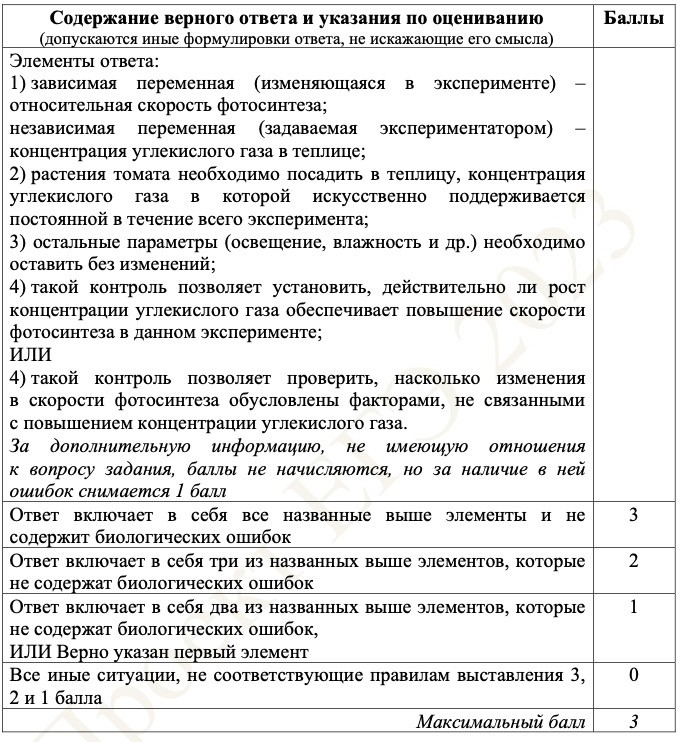 Содержание верного ответа и указания по оцениванию
(допускаются иные формулировки ответа, не искажающие его смысла)
Баллы
Элементы ответа:
1) зависимая переменная (изменяющаяся в эксперименте) –
относительная скорость фотосинтеза;
независимая переменная (задаваемая экспериментатором) –
концентрация углекислого газа в теплице;
2) растения томата необходимо посадить в теплицу, концентрация
углекислого газа в которой искусственно поддерживается
постоянной в течение всего эксперимента;
3) остальные параметры (освещение, влажность и др.) необходимо
оставить без изменений;
4) такой контроль позволяет установить, действительно ли рост
концентрации углекислого газа обеспечивает повышение скорости
фотосинтеза в данном эксперименте;
ИЛИ
4) такой контроль позволяет проверить, насколько изменения
в скорости фотосинтеза обусловлены факторами, не связанными
с повышением концентрации углекислого газа.
За дополнительную информацию, не имеющую отношения
к вопросу задания, баллы не начисляются, но за наличие в ней
ошибок снимается 1 балл
Ответ включает в себя все названные выше элементы и не
содержит биологических ошибок
3
Ответ включает в себя три из названных выше элементов, которые
не содержат биологических ошибок
2
Ответ включает в себя два из названных выше элементов, которые
не содержат биологических ошибок,
ИЛИ Верно указан первый элемент
1
Все иные ситуации, не соответствующие правилам выставления 3,
2 и 1 балла
0
Максимальный балл
3
Проект ЕГЭ 2023